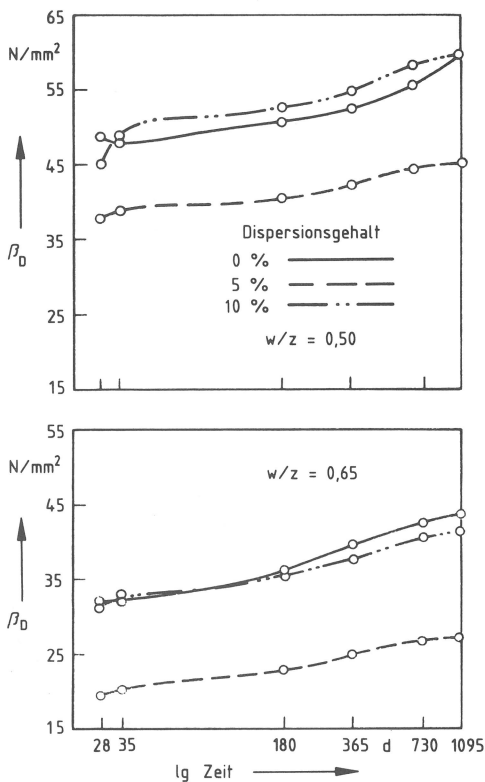 65
N/mm²
55
45
β_D
35
25
15
Dispersionsgehalt
0 %
5 %
10 %
w/z = 0,50
55
N/mm²
45
35
β_D
25
15
w/z = 0,65
28 35 180 365 d 730 1095
lg Zeit